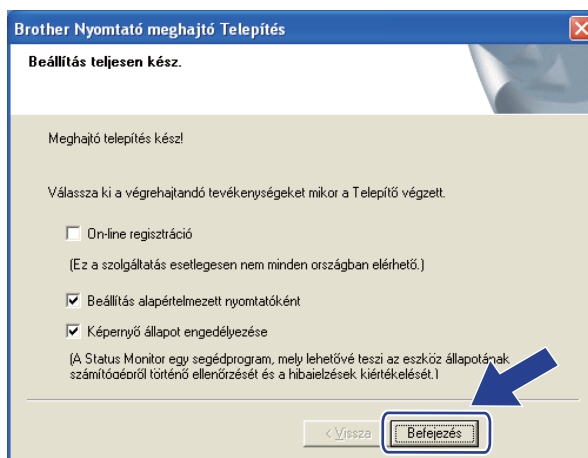 Brother Nyomtató meghajtó Telepítés
Beállítás teljesen kész.
Meghajtó telepítés kész!
Válassza ki a végrehajtandó tevékenységeket mikor a Telepítő végzett.
On-line regisztráció
(Ez a szolgáltatás esetlegesen nem minden országban elérhető.)
Beállítás alapértelmezett nyomtatóként
Képernyő állapot engedélyezése
(A Status Monitor egy segédprogram, mely lehetővé teszi az eszköz állapotának
számítógépről történő ellenőrzését és a hibajelzések kiértékelését.)
< Vissza
Befejezés